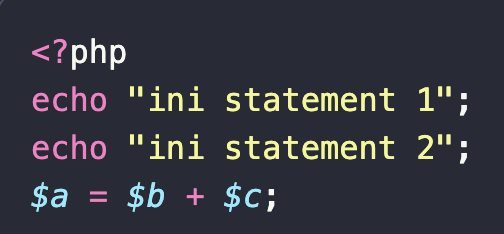 <?php
echo "ini statement 1";
echo "ini statement 2";
$a = $b + $c;